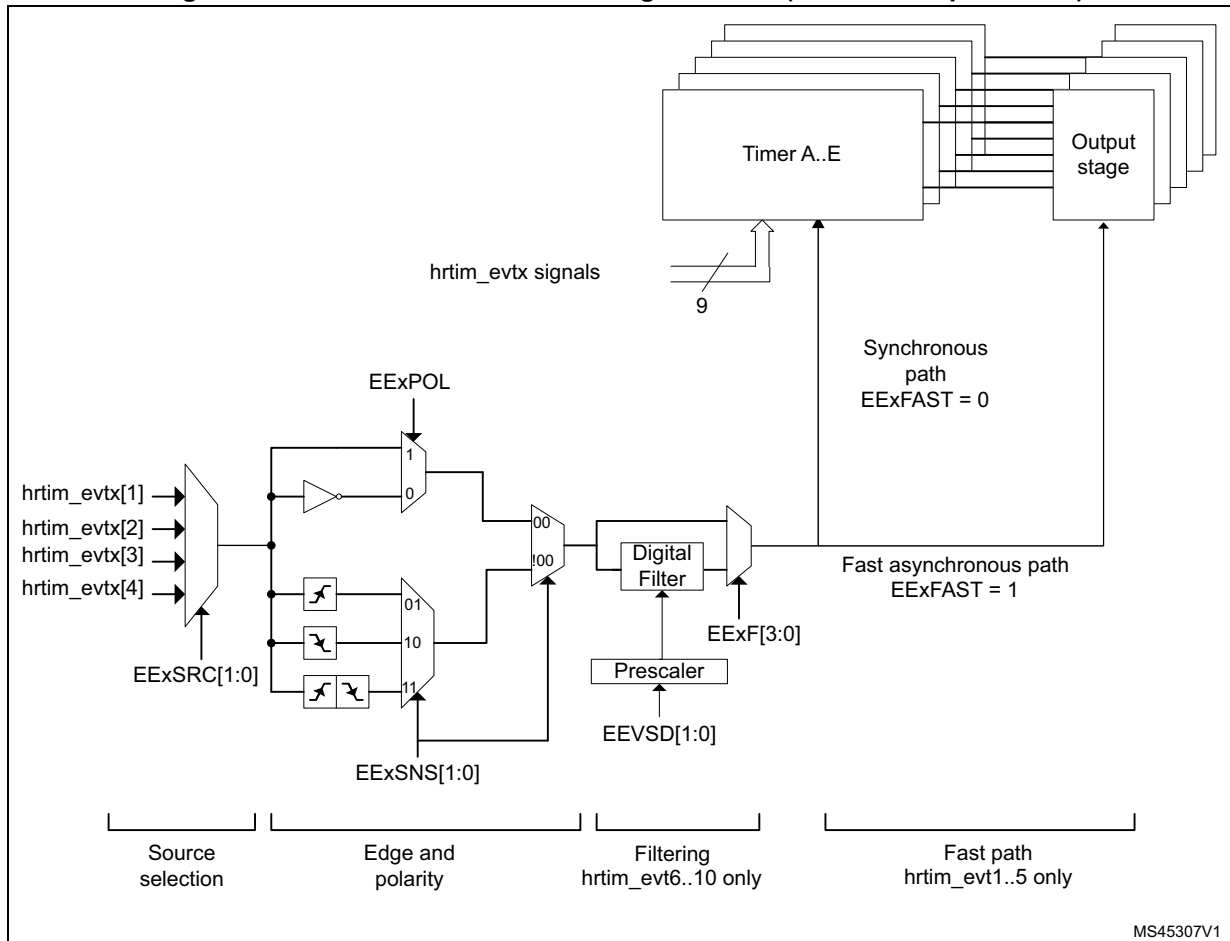 Timer A..E
Output
stage
hrtim_evtx signals
9
Synchronous
path
EExFAST = 0
EExPOL
1
0
hrtim_evtx[1]
hrtim_evtx[2]
hrtim_evtx[3]
hrtim_evtx[4]
00
!00
Digital
Filter
Fast asynchronous path
EExFAST = 1
01
10
11
EExSRC[1:0]
EExF[3:0]
Prescaler
EEVSD[1:0]
EExSNS[1:0]
Source
selection
Edge and
polarity
Filtering
hrtim_evt6..10 only
Fast path
hrtim_evt1..5 only
MS45307V1